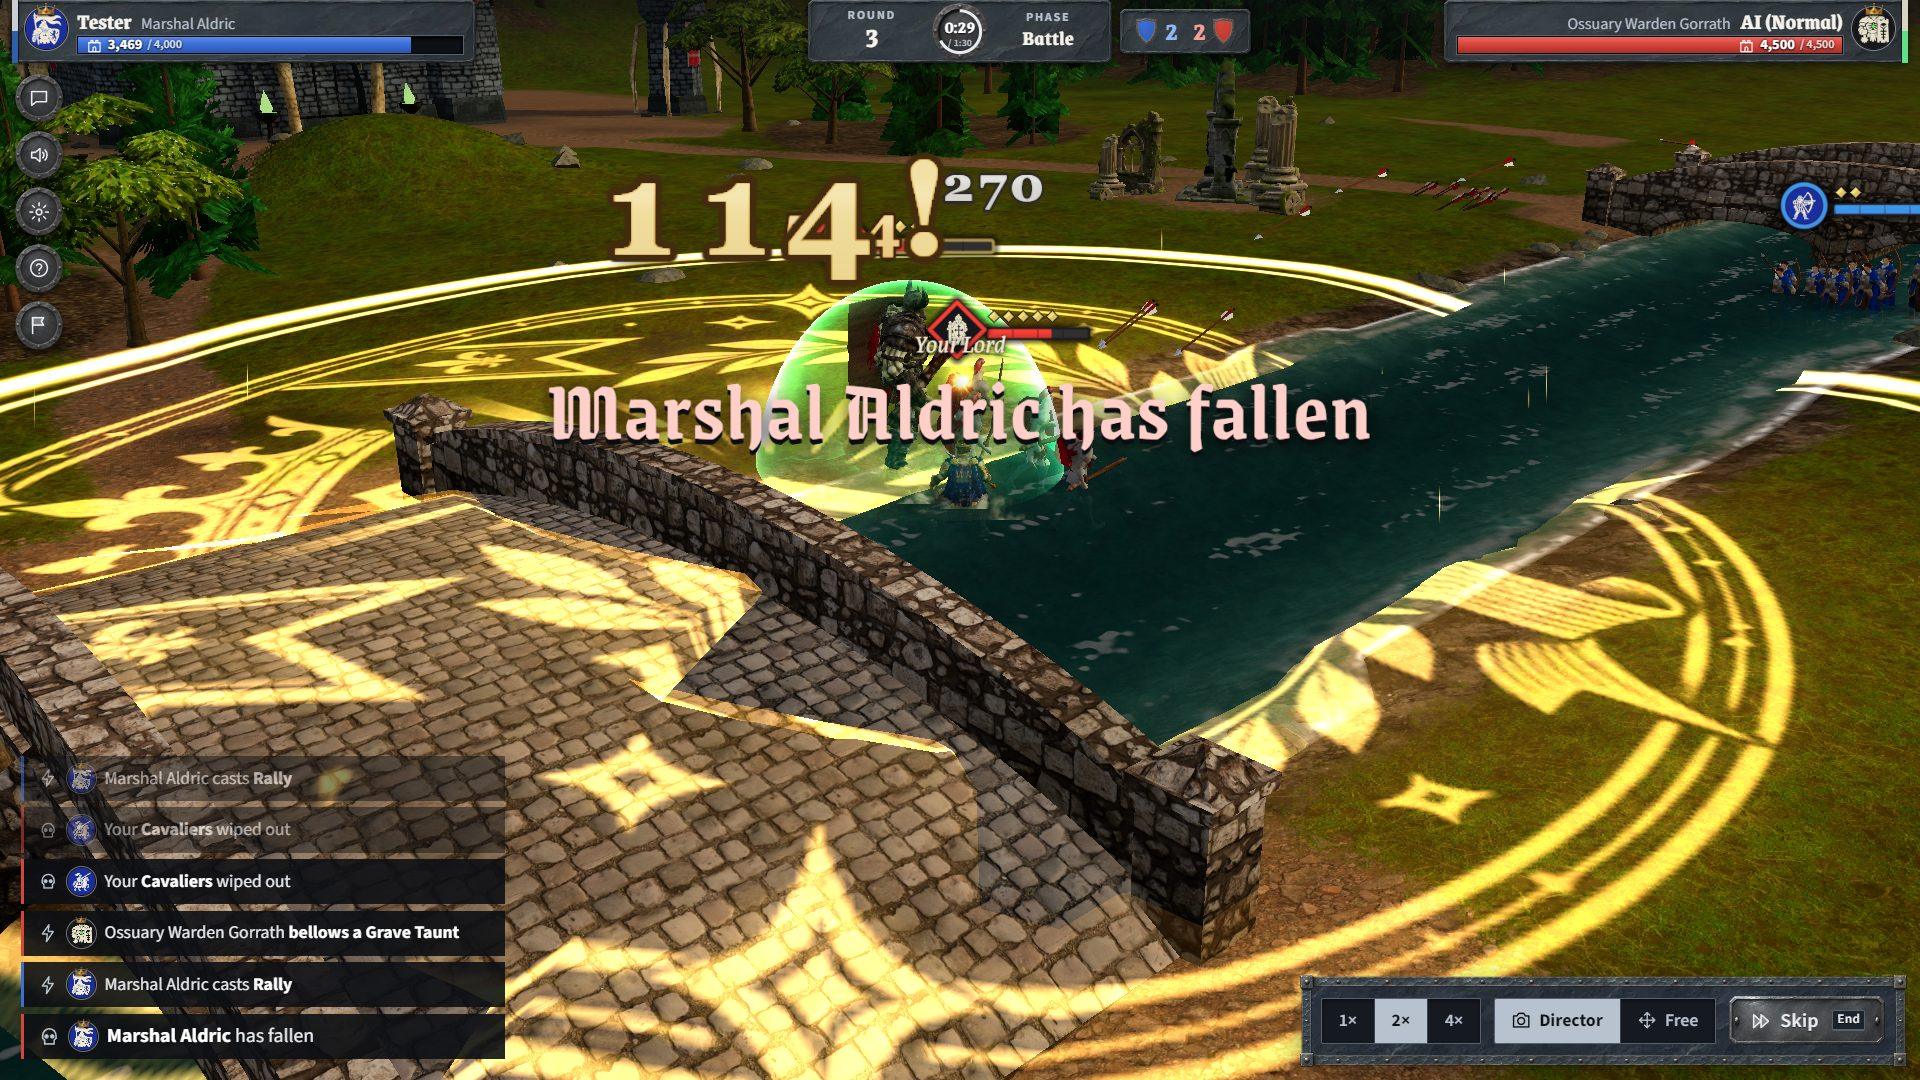 Tester Marshal Aldric
3,469 / 4,000
ROUND
3
0:29
/ 1:30
PHASE
Battle
2 2
Ossuary Warden Gorrath AI (Normal)
4,500 / 4,500
114!
4
270
Your Lord
Marshal Aldric has fallen
Marshal Aldric casts Rally
Your Cavaliers wiped out
Your Cavaliers wiped out
Ossuary Warden Gorrath bellows a Grave Taunt
Marshal Aldric casts Rally
Marshal Aldric has fallen
1× 2× 4× Director Free Skip End